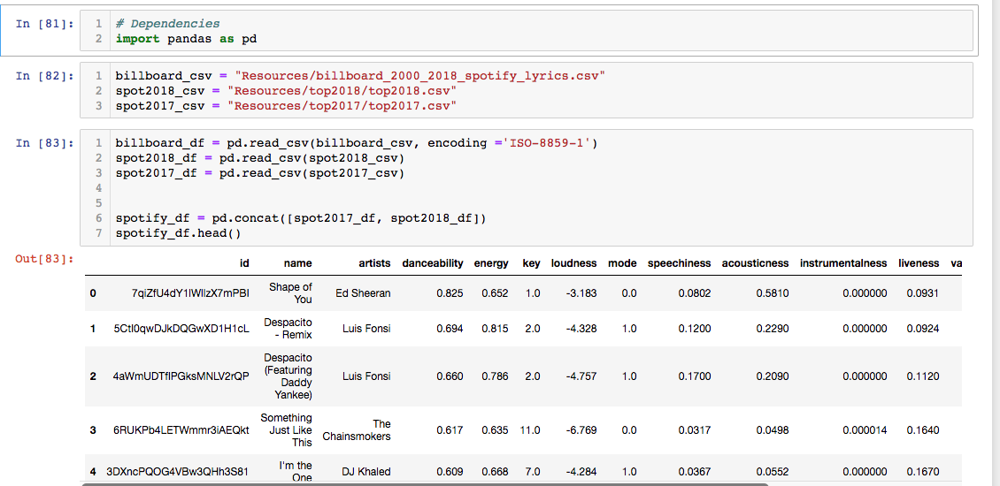 In [81]:
1 # Dependencies
2 import pandas as pd
In [82]:
1 billboard_csv = "Resources/billboard_2000_2018_spotify_lyrics.csv"
2 spot2018_csv = "Resources/top2018/top2018.csv"
3 spot2017_csv = "Resources/top2017/top2017.csv"
In [83]:
1 billboard_df = pd.read_csv(billboard_csv, encoding ='ISO-8859-1')
2 spot2018_df = pd.read_csv(spot2018_csv)
3 spot2017_df = pd.read_csv(spot2017_csv)
4
5
6 spotify_df = pd.concat([spot2017_df, spot2018_df])
7 spotify_df.head()
Out[83]:
id name artists danceability energy key loudness mode speechiness acousticness instrumentalness liveness va
0 7qiZfU4dY1lWllzX7mPBI Shape of You Ed Sheeran 0.825 0.652 1.0 -3.183 0.0 0.0802 0.5810 0.000000 0.0931
1 5CtI0qwDJkDQGwXD1H1cL Despacito - Remix Luis Fonsi 0.694 0.815 2.0 -4.328 1.0 0.1200 0.2290 0.000000 0.0924
2 4aWmUDTfIPGksMNLV2rQP Despacito (Featuring Daddy Yankee) Luis Fonsi 0.660 0.786 2.0 -4.757 1.0 0.1700 0.2090 0.000000 0.1120
3 6RUKPb4LETWmmr3iAEQkt Something Just Like This The Chainsmokers 0.617 0.635 11.0 -6.769 0.0 0.0317 0.0498 0.000014 0.1640
4 3DXncPQOG4VBw3QHh3S81 I'm the One DJ Khaled 0.609 0.668 7.0 -4.284 1.0 0.0367 0.0552 0.000000 0.1670